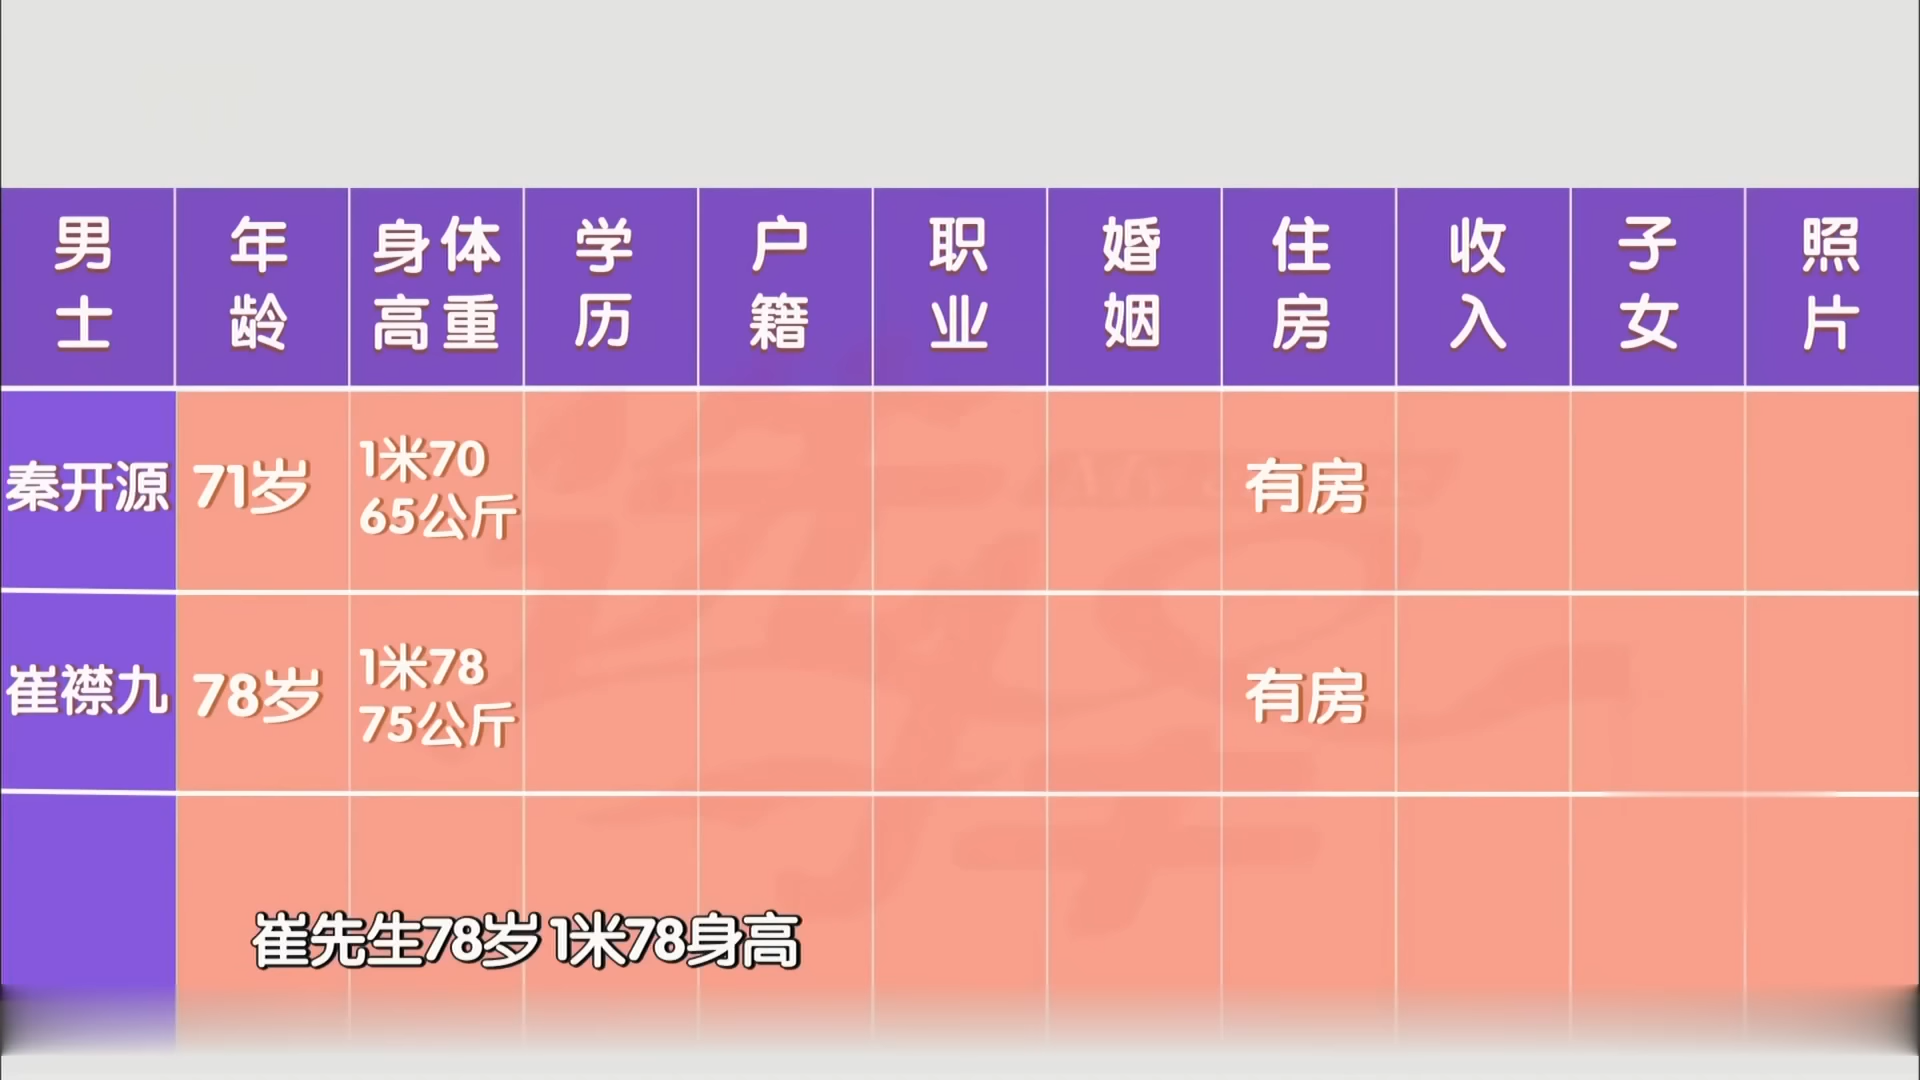 男士 年龄 身高 体重 学历 户籍 职业 婚姻 住房 收入 子女 照片
秦开源 71岁 1米70 65公斤 有房
崔襟九 78岁 1米78 75公斤 有房
崔先生78岁 1米78身高